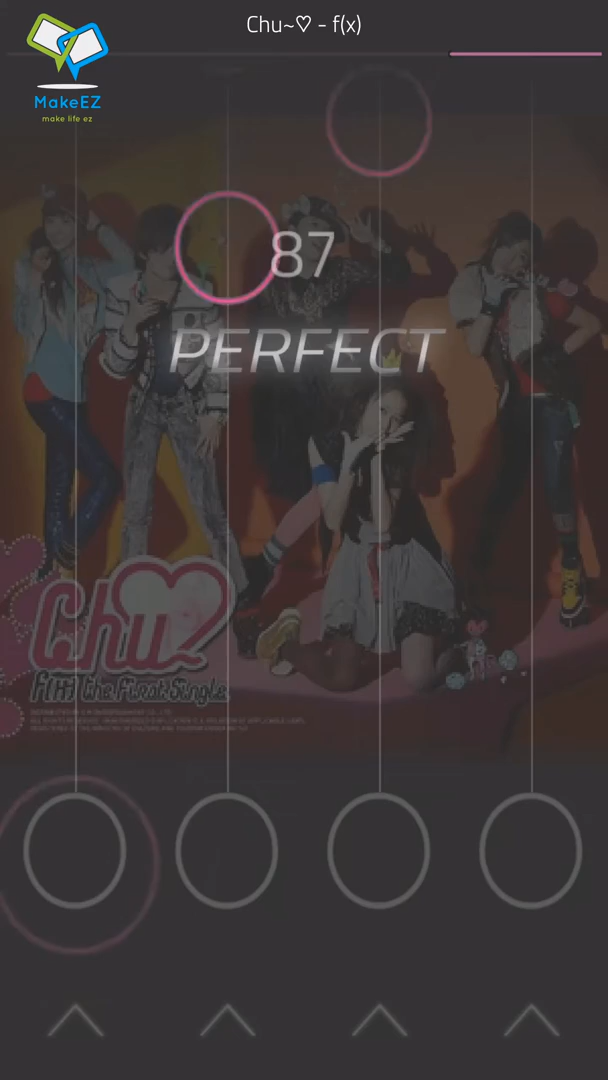 Chu~♡ - f(x)
MakeEZ
make life ez
87
PERFECT
Chu
f(x) the First Single